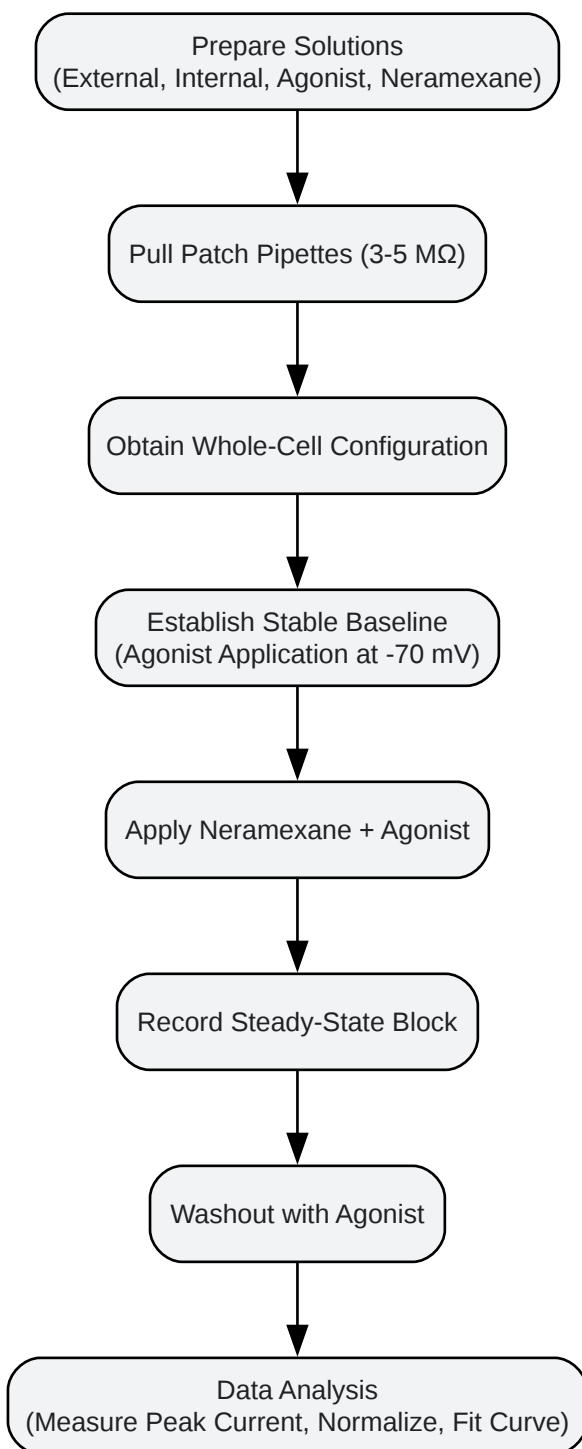 Prepare Solutions
(External, Internal, Agonist, Neramexane)
Pull Patch Pipettes (3-5 MΩ)
Obtain Whole-Cell Configuration
Establish Stable Baseline
(Agonist Application at -70 mV)
Apply Neramexane + Agonist
Record Steady-State Block
Washout with Agonist
Data Analysis
(Measure Peak Current, Normalize, Fit Curve)